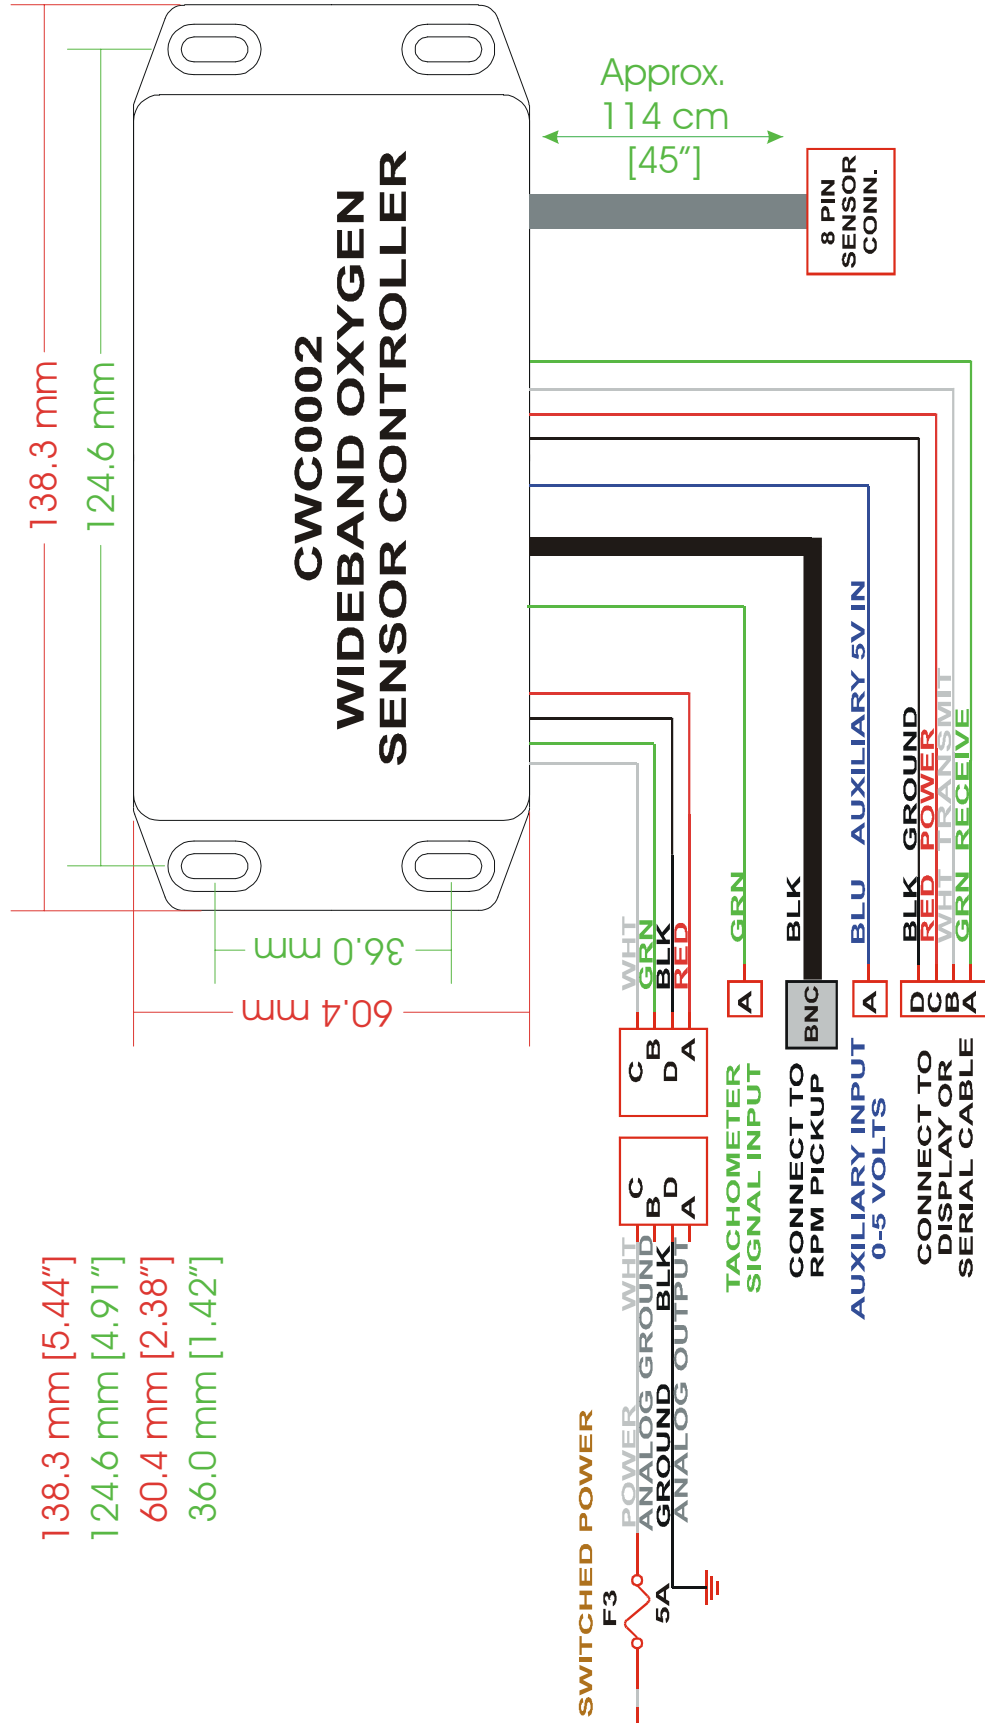 138.3 mm
124.6 mm
CWC0002
WIDEBAND OXYGEN
SENSOR CONTROLLER
36.0 mm
60.4 mm
Approx.
114 cm
[45"]
8 PIN
SENSOR
CONN.
138.3 mm [5.44"]
124.6 mm [4.91"]
60.4 mm [2.38"]
36.0 mm [1.42"]
SWITCHED POWER
F3
5A
POWER WHT
ANALOG GROUND
GROUND BLK
ANALOG OUTPUT
C
B
D
A
C
B
D
A
WHT
GRN
BLK
RED
TACHOMETER
SIGNAL INPUT
A
GRN
CONNECT TO
RPM PICKUP
BNC
BLK
AUXILIARY INPUT
0-5 VOLTS
A
BLU AUXILIARY 5V IN
CONNECT TO
DISPLAY OR
SERIAL CABLE
D
C
B
A
BLK GROUND
RED POWER
WHT TRANSMIT
GRN RECEIVE